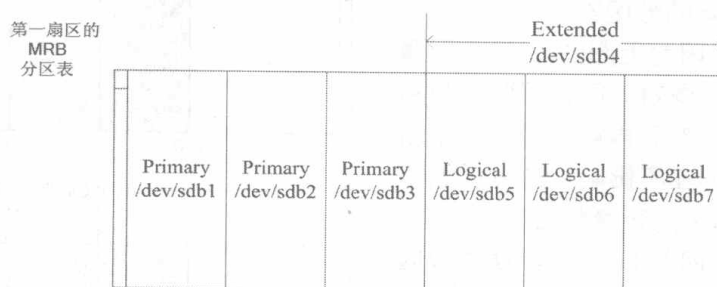 第一扇区的
MRB
分区表
Extended
/dev/sdb4
Primary
/dev/sdb1
Primary
/dev/sdb2
Primary
/dev/sdb3
Logical
/dev/sdb5
Logical
/dev/sdb6
Logical
/dev/sdb7